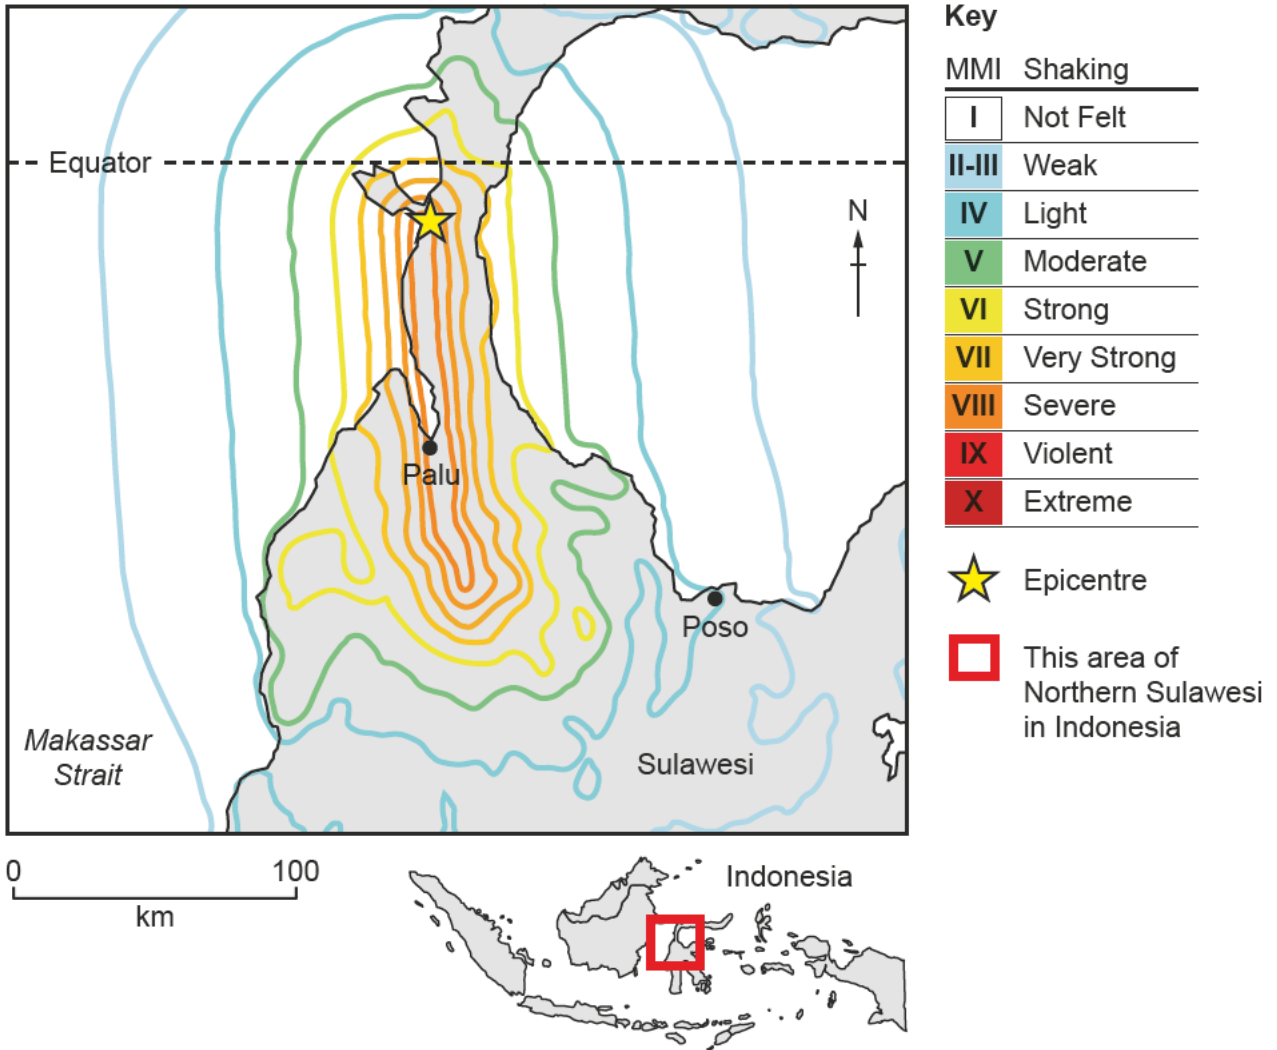 Equator
N
Palu
Poso
Makassar
Strait
Sulawesi
0
100
km
Indonesia
Key
MMI Shaking
I Not Felt
II-III Weak
IV Light
V Moderate
VI Strong
VII Very Strong
VIII Severe
IX Violent
X Extreme
Epicentre
This area of
Northern Sulawesi
in Indonesia